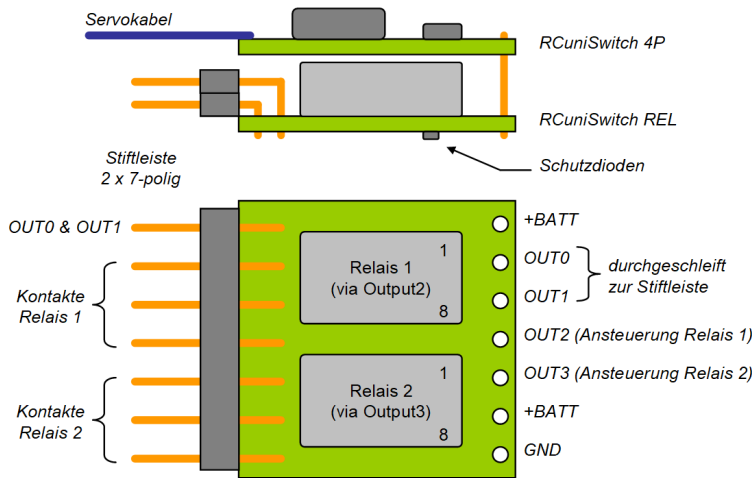 Servokabel
RCuniSwitch 4P
RCuniSwitch REL
Schutzdioden
Stiftleiste
2 x 7-polig
OUT0 & OUT1
Kontakte
Relais 1
Kontakte
Relais 2
1
Relais 1
(via Output2)
8
1
Relais 2
(via Output3)
8
+BATT
OUT0
OUT1
durchgeschleift
zur Stiftleiste
OUT2 (Ansteuerung Relais 1)
OUT3 (Ansteuerung Relais 2)
+BATT
GND